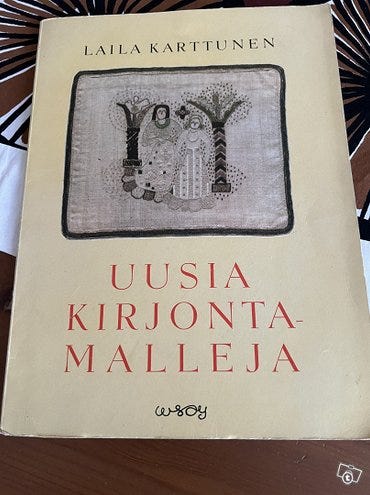 LAILA KARTTUNEN
UUSIA
KIRJONTA-
MALLEJA
wsoy